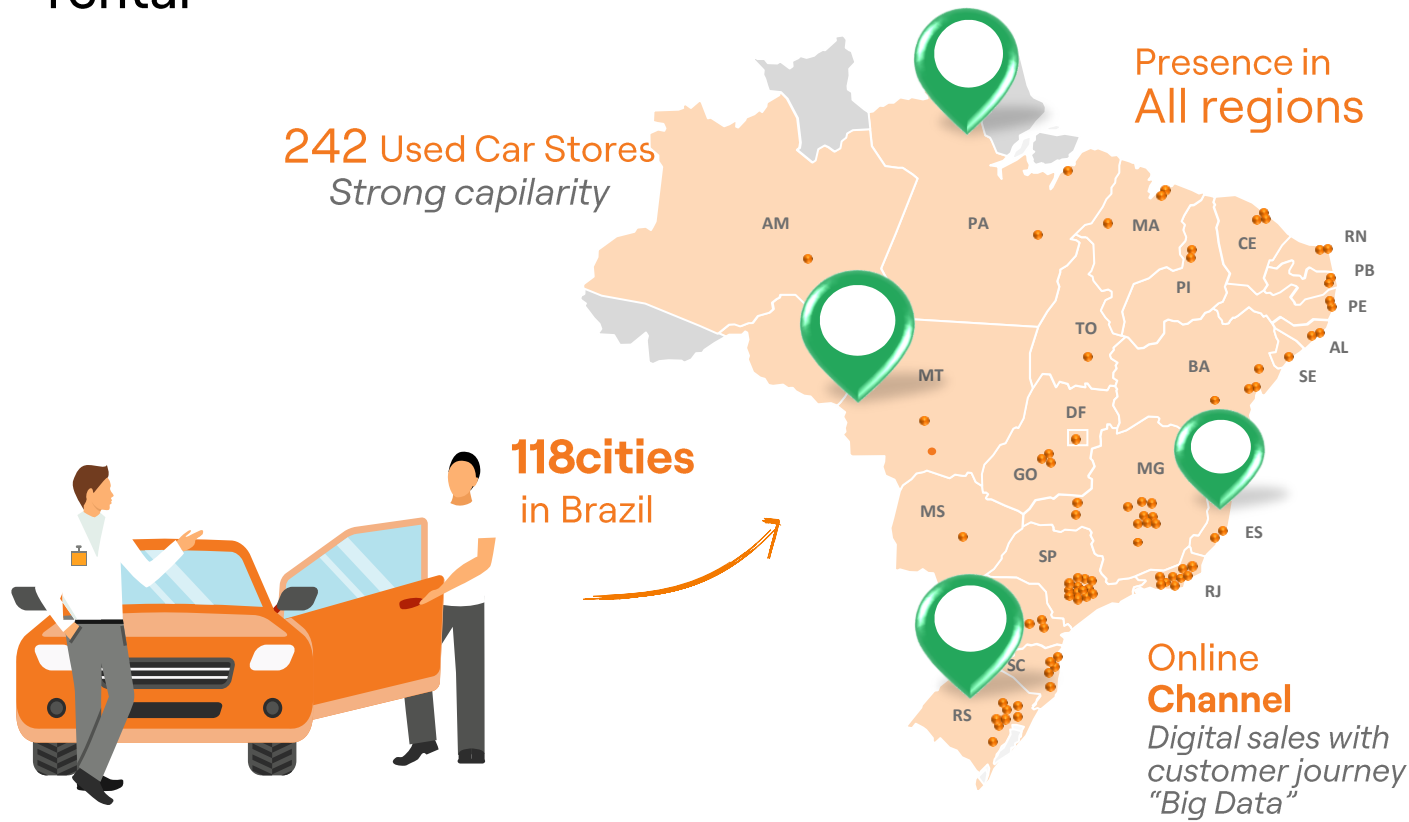 242 Used Car Stores
Strong capilarity
Presence in
All regions
AM
PA
MA
CE
RN
PB
PE
PI
TO
AL
BA
SE
MT
DF
GO
MG
MS
ES
SP
RJ
SC
RS
118cities
in Brazil
Online
Channel
Digital sales with
customer journey
“Big Data”